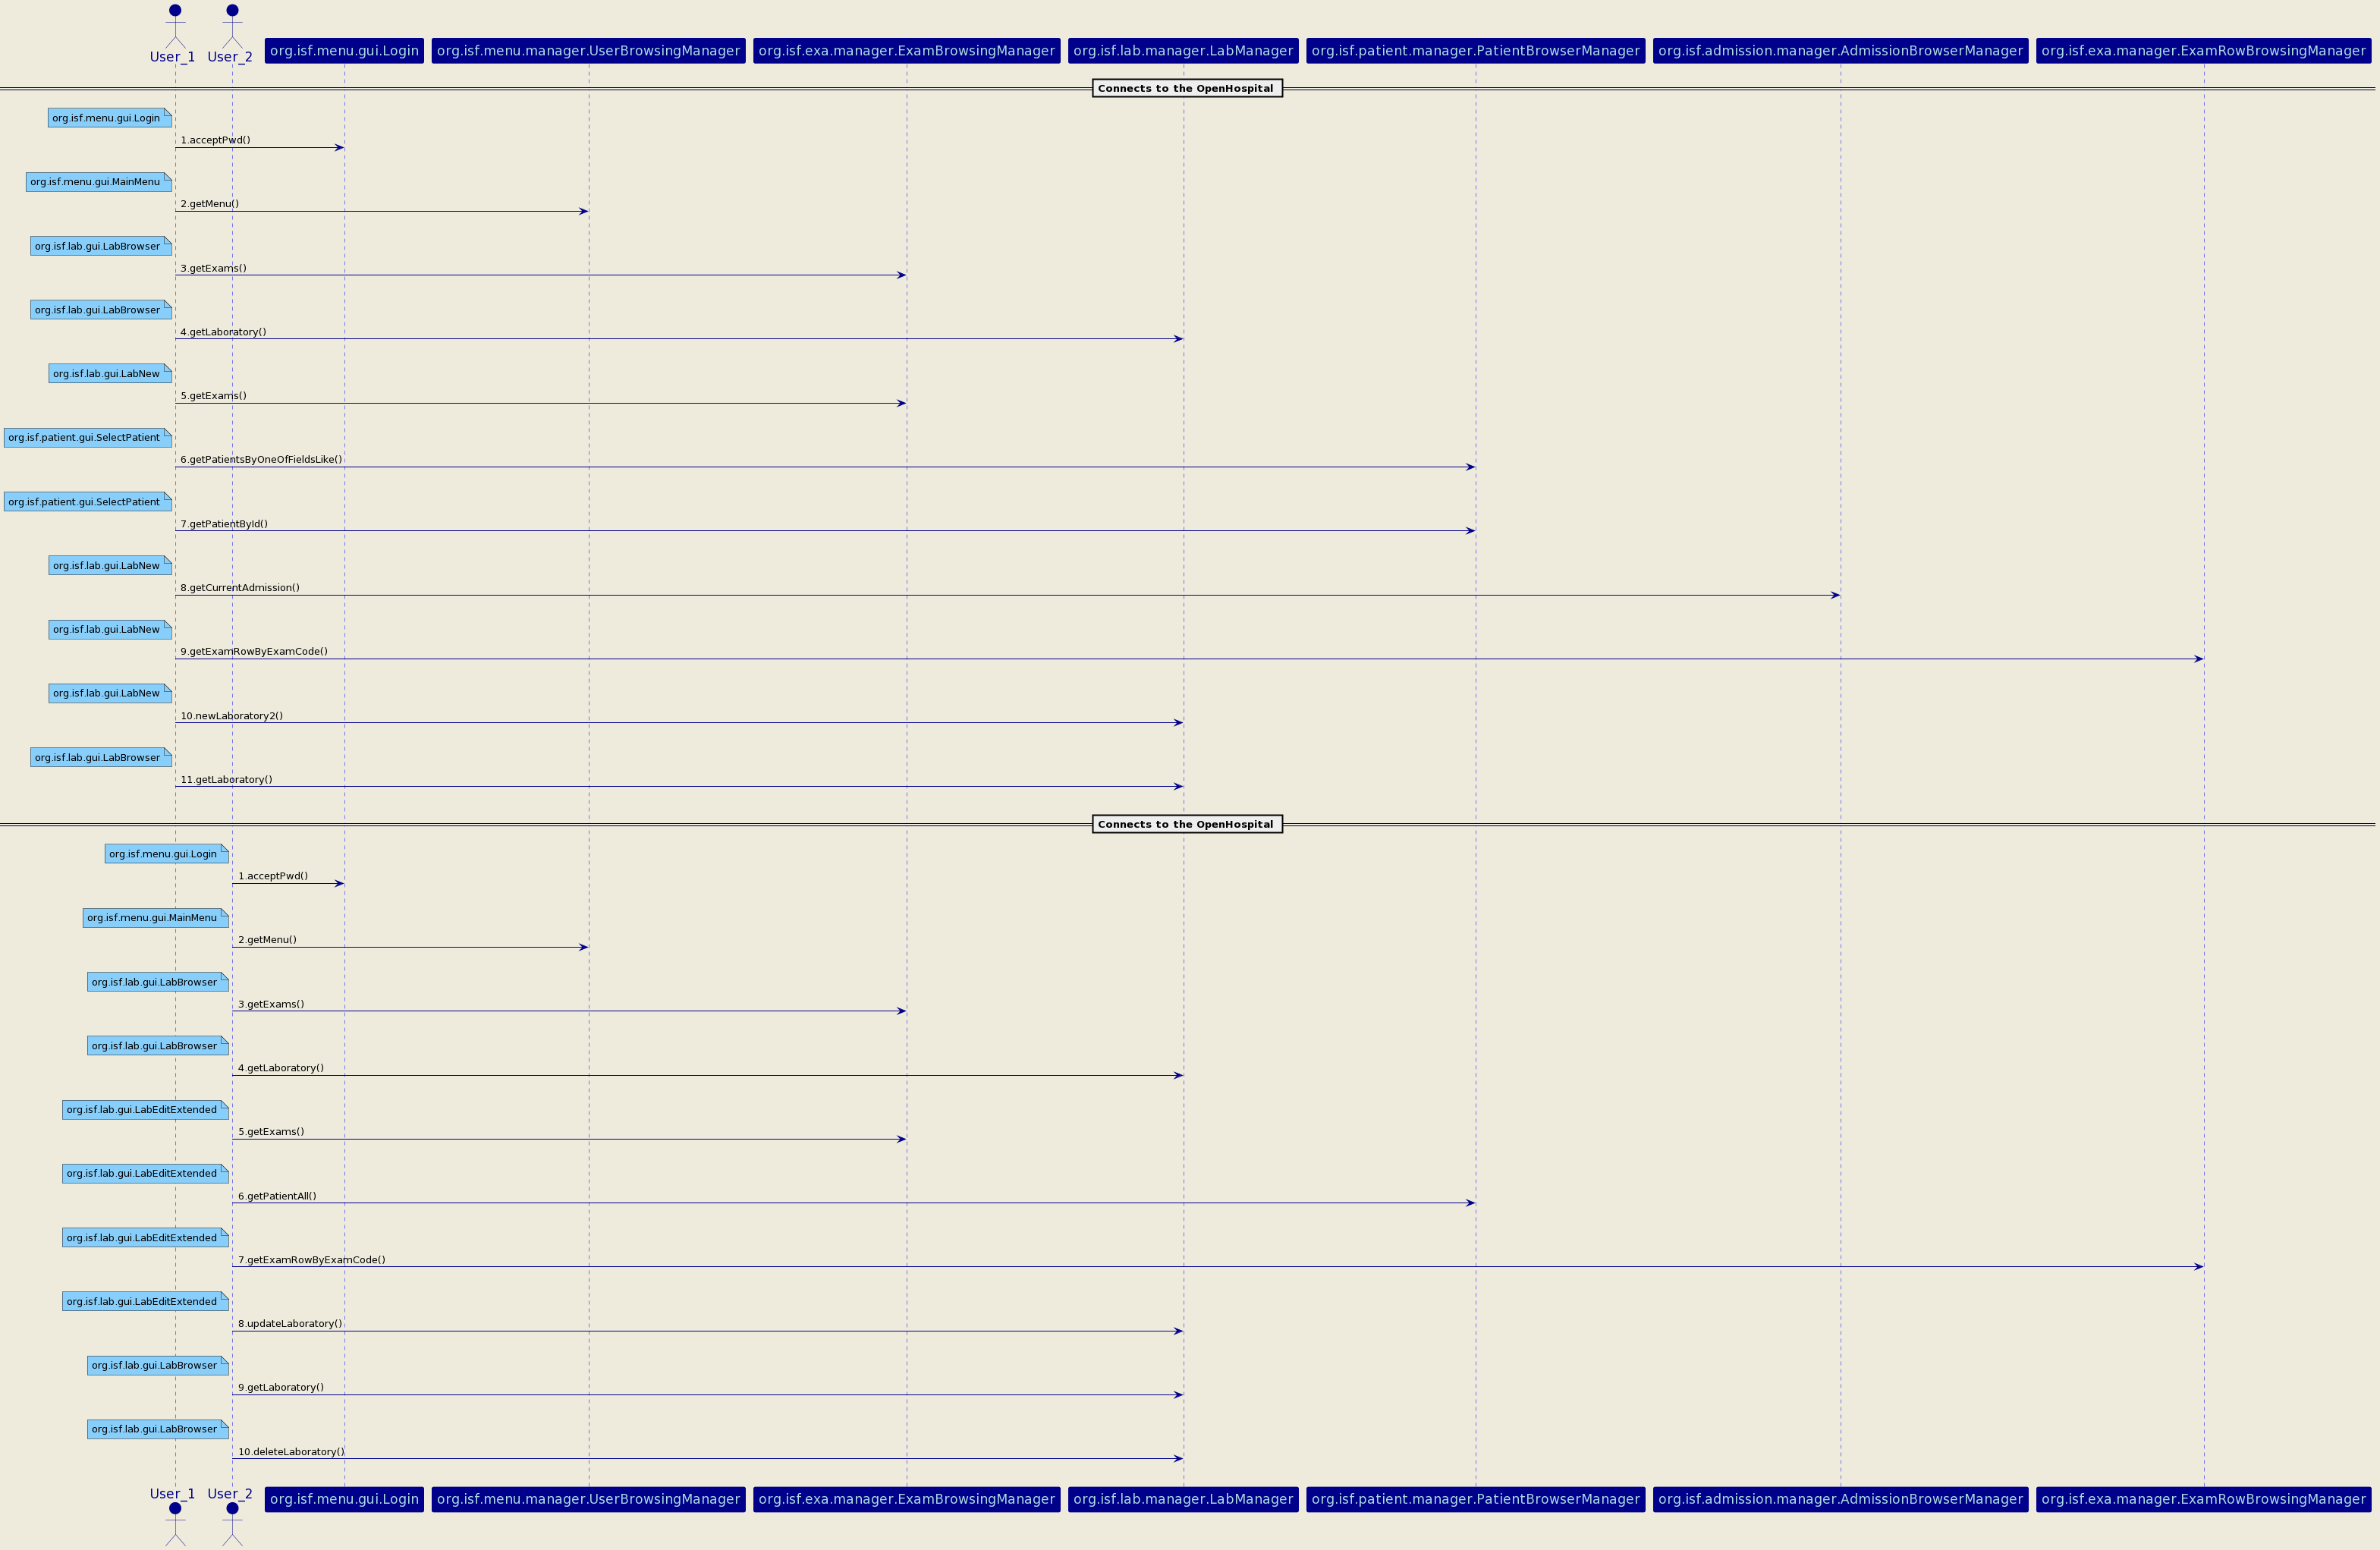 User_1
User_2
org.isf.menu.gui.Login
org.isf.menu.manager.UserBrowsingManager
org.isf.exa.manager.ExamBrowsingManager
org.isf.lab.manager.LabManager
org.isf.patient.manager.PatientBrowserManager
org.isf.admission.manager.AdmissionBrowserManager
org.isf.exa.manager.ExamRowBrowsingManager
Connects to the OpenHospital
org.isf.menu.gui.Login
1.acceptPwd()
org.isf.menu.gui.MainMenu
2.getMenu()
org.isf.lab.gui.LabBrowser
3.getExams()
org.isf.lab.gui.LabBrowser
4.getLaboratory()
org.isf.lab.gui.LabNew
5.getExams()
org.isf.patient.gui.SelectPatient
6.getPatientsByOneOfFieldsLike()
org.isf.patient.gui.SelectPatient
7.getPatientById()
org.isf.lab.gui.LabNew
8.getCurrentAdmission()
org.isf.lab.gui.LabNew
9.getExamRowByExamCode()
org.isf.lab.gui.LabNew
10.newLaboratory2()
org.isf.lab.gui.LabBrowser
11.getLaboratory()
Connects to the OpenHospital
org.isf.menu.gui.Login
1.acceptPwd()
org.isf.menu.gui.MainMenu
2.getMenu()
org.isf.lab.gui.LabBrowser
3.getExams()
org.isf.lab.gui.LabBrowser
4.getLaboratory()
org.isf.lab.gui.LabEditExtended
5.getExams()
org.isf.lab.gui.LabEditExtended
6.getPatientAll()
org.isf.lab.gui.LabEditExtended
7.getExamRowByExamCode()
org.isf.lab.gui.LabEditExtended
8.updateLaboratory()
org.isf.lab.gui.LabBrowser
9.getLaboratory()
org.isf.lab.gui.LabBrowser
10.deleteLaboratory()
User_1
User_2
org.isf.menu.gui.Login
org.isf.menu.manager.UserBrowsingManager
org.isf.exa.manager.ExamBrowsingManager
org.isf.lab.manager.LabManager
org.isf.patient.manager.PatientBrowserManager
org.isf.admission.manager.AdmissionBrowserManager
org.isf.exa.manager.ExamRowBrowsingManager